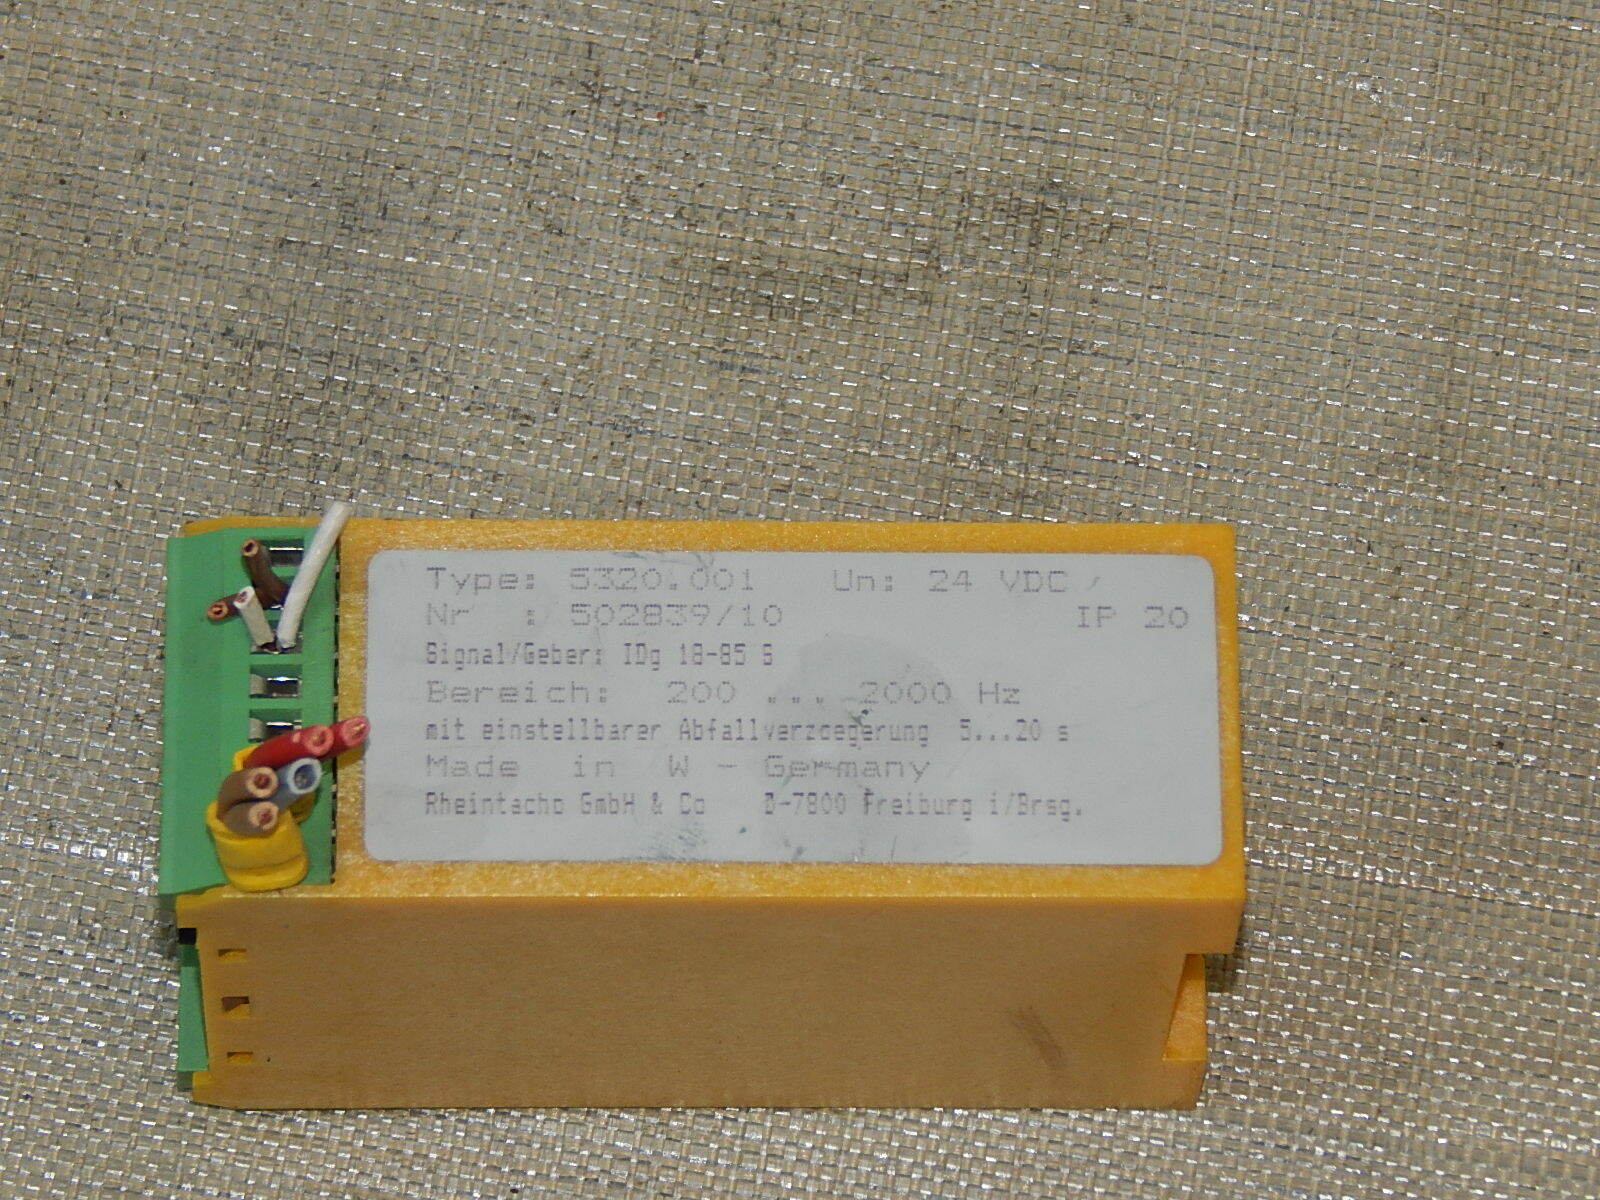 Type: 5320.001 Un: 24 VDC
Nr : 502839/10 IP 20
Signal/Geber: IDg 18-85 S
Bereich: 200 ... 2000 Hz
mit einstellbarer Abfallverzoegerung 5...20 s
Made in W - Germany
Rheintacho GmbH & Co D-7800 Freiburg i/Brsg.